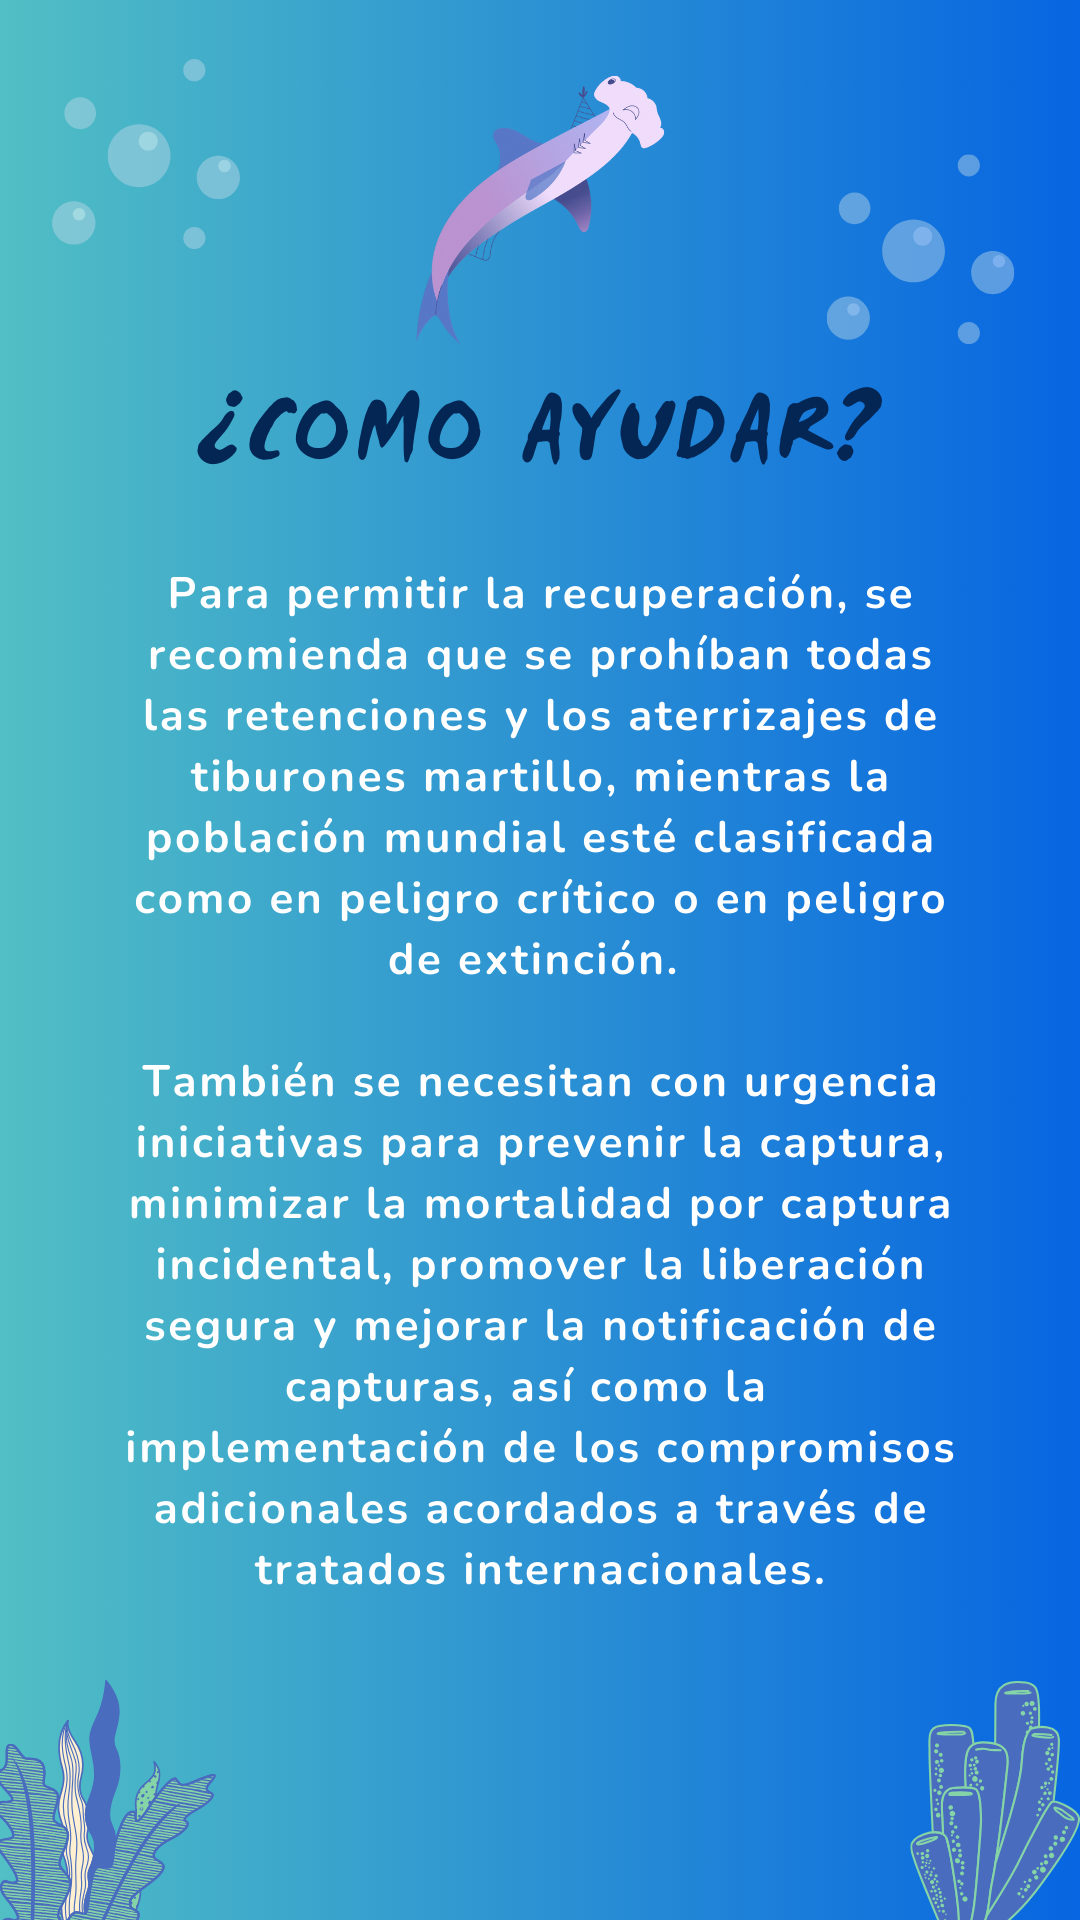 ¿COMO AYUDAR?
Para permitir la recuperación, se
recomienda que se prohíban todas
las retenciones y los aterrizajes de
tiburones martillo, mientras la
población mundial esté clasificada
como en peligro crítico o en peligro
de extinción.
También se necesitan con urgencia
iniciativas para prevenir la captura,
minimizar la mortalidad por captura
incidental, promover la liberación
segura y mejorar la notificación de
capturas, así como la
implementación de los compromisos
adicionales acordados a través de
tratados internacionales.